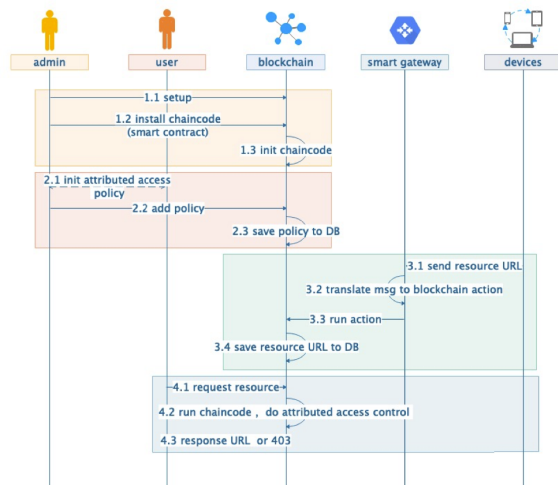 admin
user
blockchain
smart gateway
devices
1.1 setup
1.2 install chaincode
(smart contract)
1.3 init chaincode
2.1 init attributed access
policy
2.2 add policy
2.3 save policy to DB
3.1 send resource URL
3.2 translate msg to blockchain action
3.3 run action
3.4 save resource URL to DB
4.1 request resource
4.2 run chaincode , do attributed access control
4.3 response URL or 403